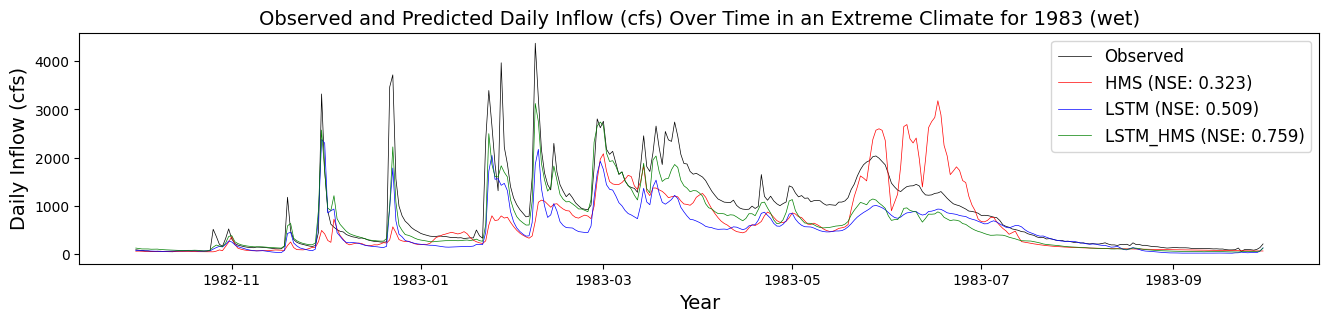 Observed and Predicted Daily Inflow (cfs) Over Time in an Extreme Climate for 1983 (wet)
Daily Inflow (cfs)
4000
3000
2000
1000
0
Observed
HMS (NSE: 0.323)
LSTM (NSE: 0.509)
LSTM_HMS (NSE: 0.759)
1982-11 1983-01 1983-03 1983-05 1983-07 1983-09
Year